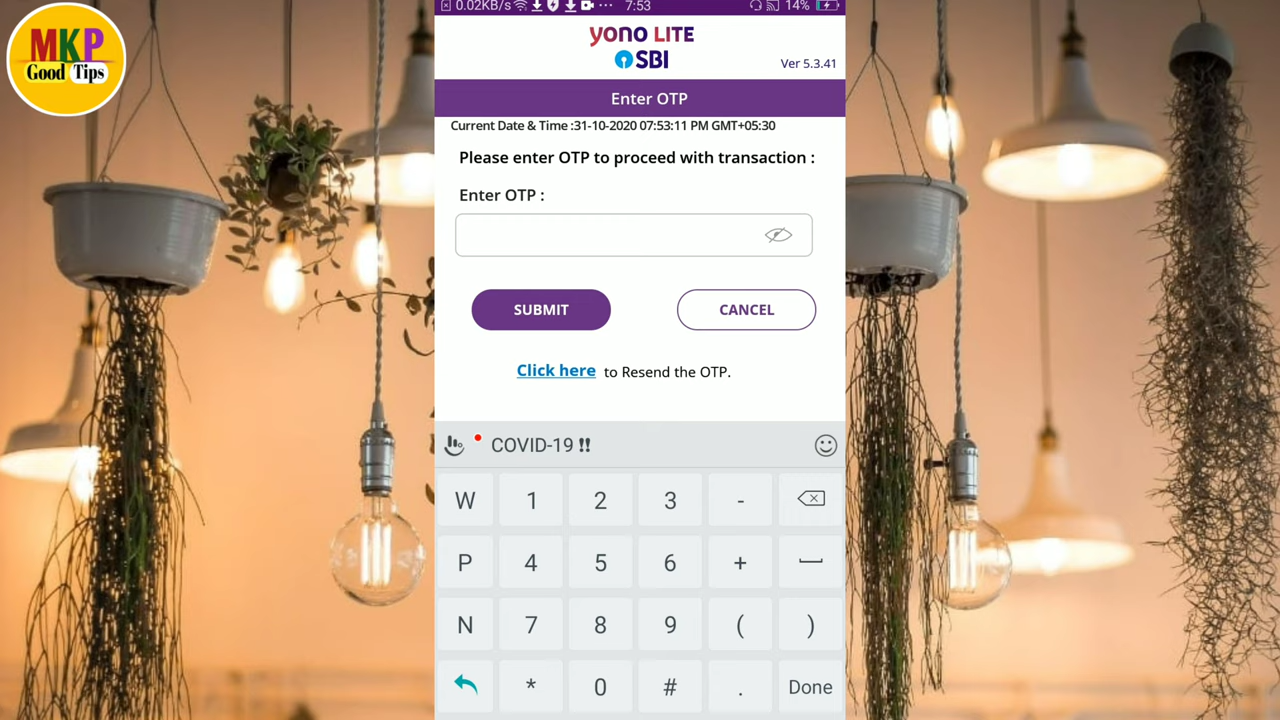 MKP
Good Tips
0.02KB/s ... 7:53 14%
yono LITE
SBI
Ver 5.3.41
Enter OTP
Current Date & Time :31-10-2020 07:53:11 PM GMT+05:30
Please enter OTP to proceed with transaction :
Enter OTP :
SUBMIT CANCEL
Click here to Resend the OTP.
COVID-19 ‼
W 1 2 3 -
P 4 5 6 +
N 7 8 9 ( )
* 0 # . Done